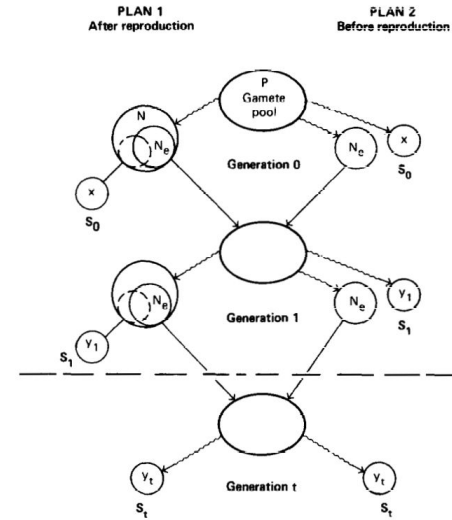 PLAN 1
After reproduction
PLAN 2
Before reproduction
P
Gamete
pool
N
Ne
x
S0
Generation 0
Ne
x
S0
Ne
y1
S1
Generation 1
Ne
y1
S1
yt
St
Generation t
yt
St